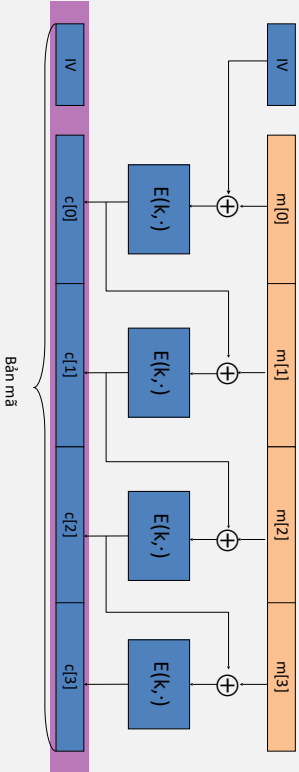 IV m[0] m[1] m[2] m[3]
⊕ ⊕ ⊕ ⊕
E(k,·) E(k,·) E(k,·) E(k,·)
IV c[0] c[1] c[2] c[3]
Bản mã